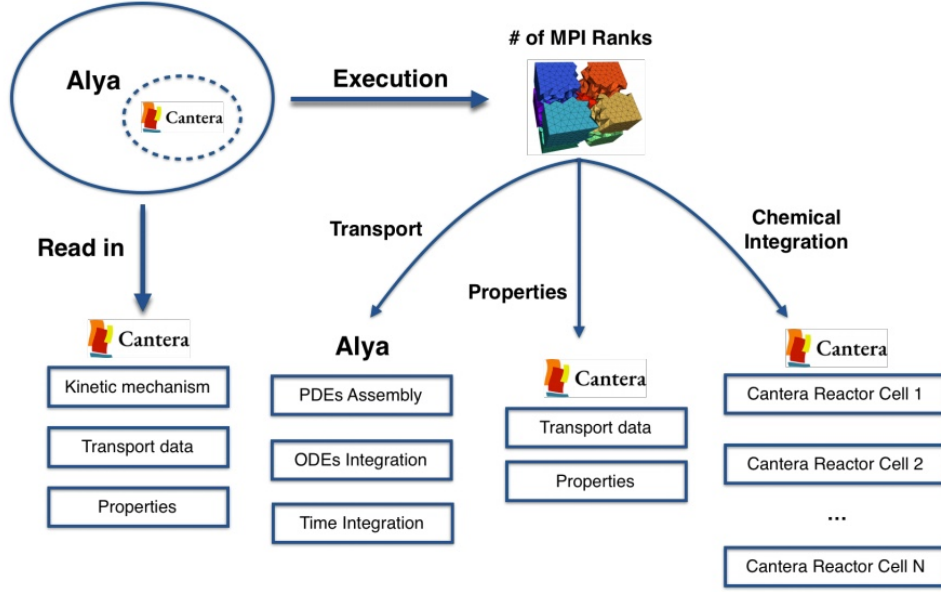 Alya
Cantera
Execution
# of MPI Ranks
Read in
Transport
Properties
Chemical
Integration
Cantera
Kinetic mechanism
Transport data
Properties
Alya
PDEs Assembly
ODEs Integration
Time Integration
Cantera
Transport data
Properties
Cantera
Cantera Reactor Cell 1
Cantera Reactor Cell 2
...
Cantera Reactor Cell N